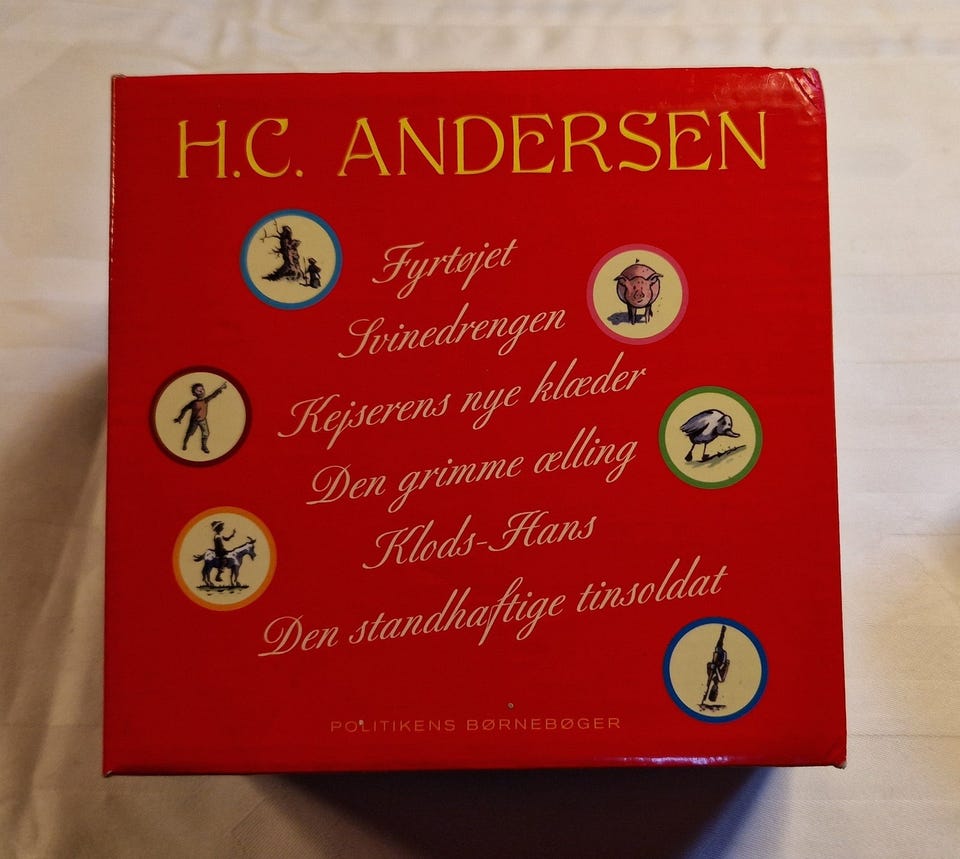 H.C. ANDERSEN
Fyrtøjet
Svinedrengen
Kejserens nye klæder
Den grimme ælling
Klods-Hans
Den standhaftige tinsoldat
POLITIKENS BØRNEBØGER